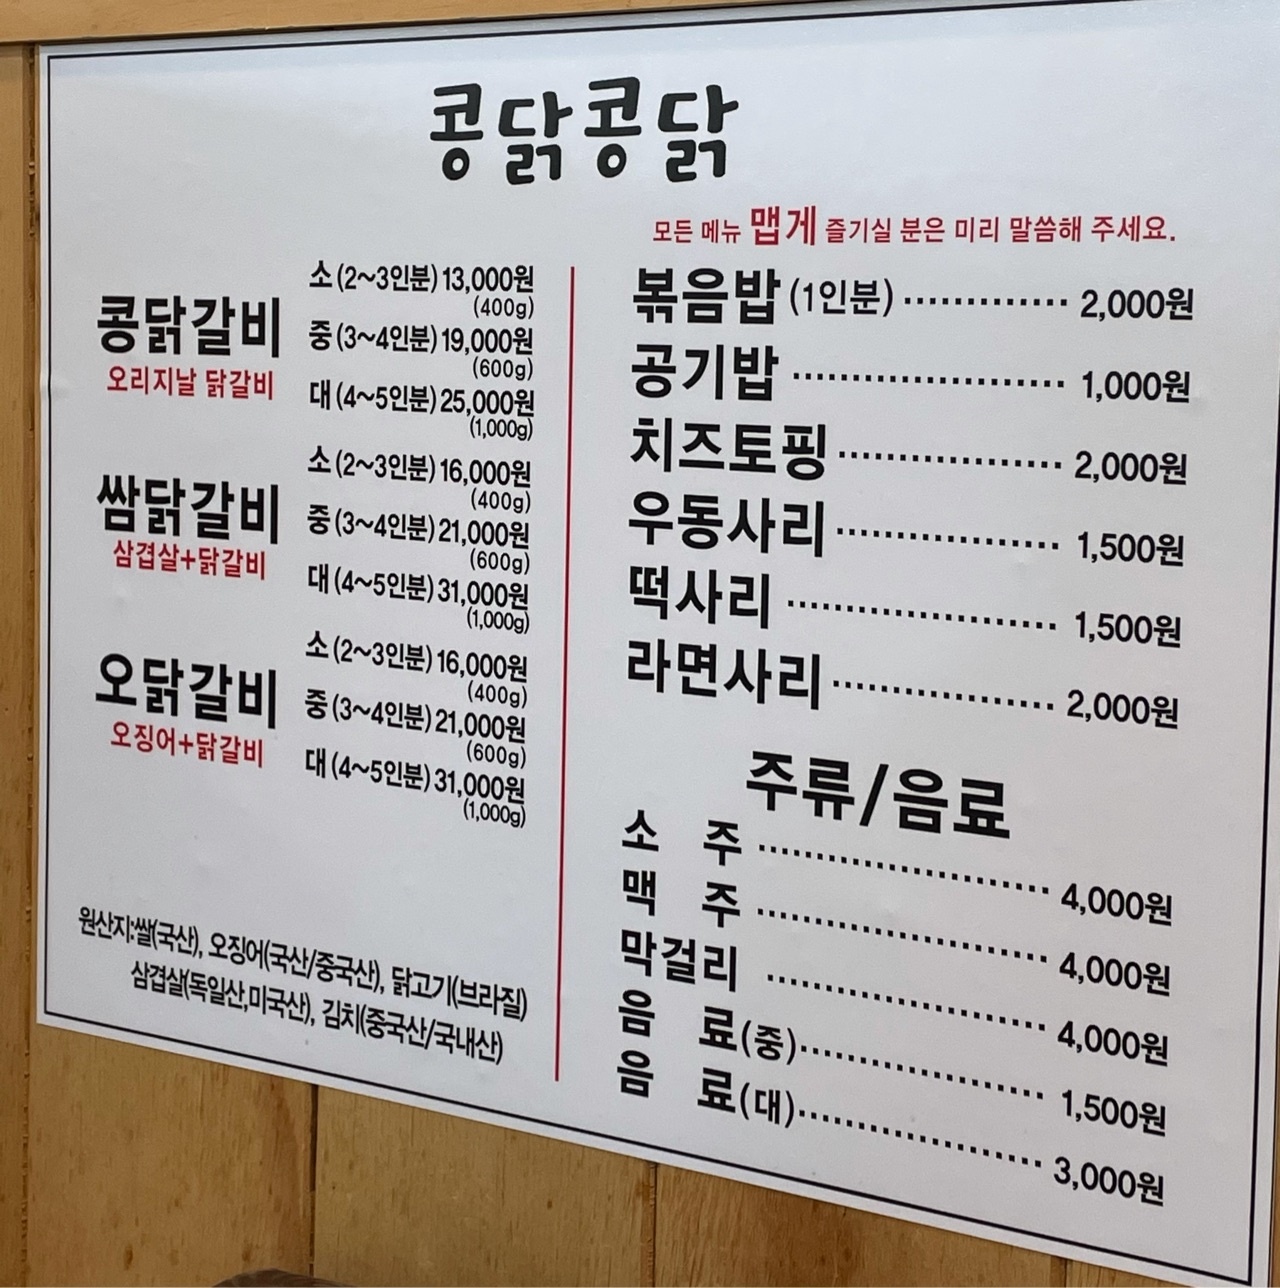 콩닭콩닭
모든 메뉴 맵게 즐기실 분은 미리 말씀해 주세요.
콩닭갈비
오리지날 닭갈비
소 (2~3인분) 13,000원
(400g)
중 (3~4인분) 19,000원
(600g)
대 (4~5인분) 25,000원
(1,000g)
쌈닭갈비
삼겹살+닭갈비
소 (2~3인분) 16,000원
(400g)
중 (3~4인분) 21,000원
(600g)
대 (4~5인분) 31,000원
(1,000g)
오닭갈비
오징어+닭갈비
소 (2~3인분) 16,000원
(400g)
중 (3~4인분) 21,000원
(600g)
대 (4~5인분) 31,000원
(1,000g)
원산지:쌀(국산), 오징어(국산/중국산), 닭고기(브라질)
삼겹살(독일산,미국산), 김치(중국산/국내산)
볶음밥 (1인분) ·············· 2,000원
공기밥 ······················· 1,000원
치즈토핑 ··················· 2,000원
우동사리 ··················· 1,500원
떡사리 ······················· 1,500원
라면사리 ··················· 2,000원
주류/음료
소 주 ························· 4,000원
맥 주 ························· 4,000원
막걸리 ························ 4,000원
음 료(중) ····················· 1,500원
음 료(대) ····················· 3,000원